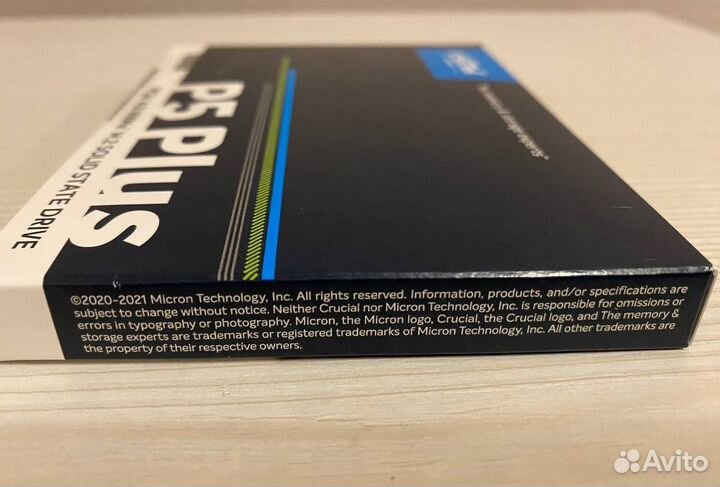 P5 Plus
M.2 SOLID STATE DRIVE
©2020-2021 Micron Technology, Inc. All rights reserved. Information, products, and/or specifications are
subject to change without notice. Neither Crucial nor Micron Technology, Inc. is responsible for omissions or
errors in typography or photography. Micron, the Micron logo, Crucial, the Crucial logo, and The memory &
storage experts are trademarks or registered trademarks of Micron Technology, Inc. All other trademarks are
the property of their respective owners.
Avito